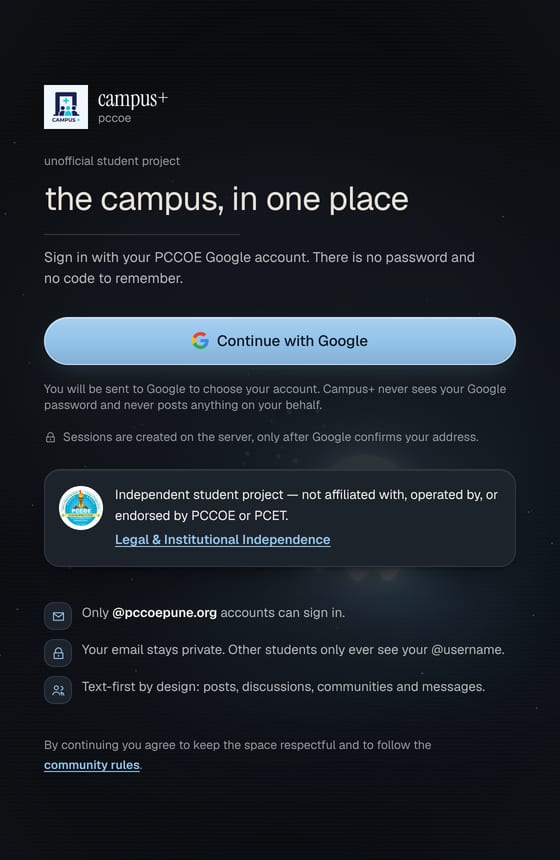 CAMPUS +
campus+
pccoe
unofficial student project
the campus, in one place
Sign in with your PCCOE Google account. There is no password and
no code to remember.
Continue with Google
You will be sent to Google to choose your account. Campus+ never sees your Google
password and never posts anything on your behalf.
Sessions are created on the server, only after Google confirms your address.
PCCOE
Independent student project — not affiliated with, operated by, or
endorsed by PCCOE or PCET.
Legal & Institutional Independence
Only @pccoepune.org accounts can sign in.
Your email stays private. Other students only ever see your @username.
Text-first by design: posts, discussions, communities and messages.
By continuing you agree to keep the space respectful and to follow the
community rules.